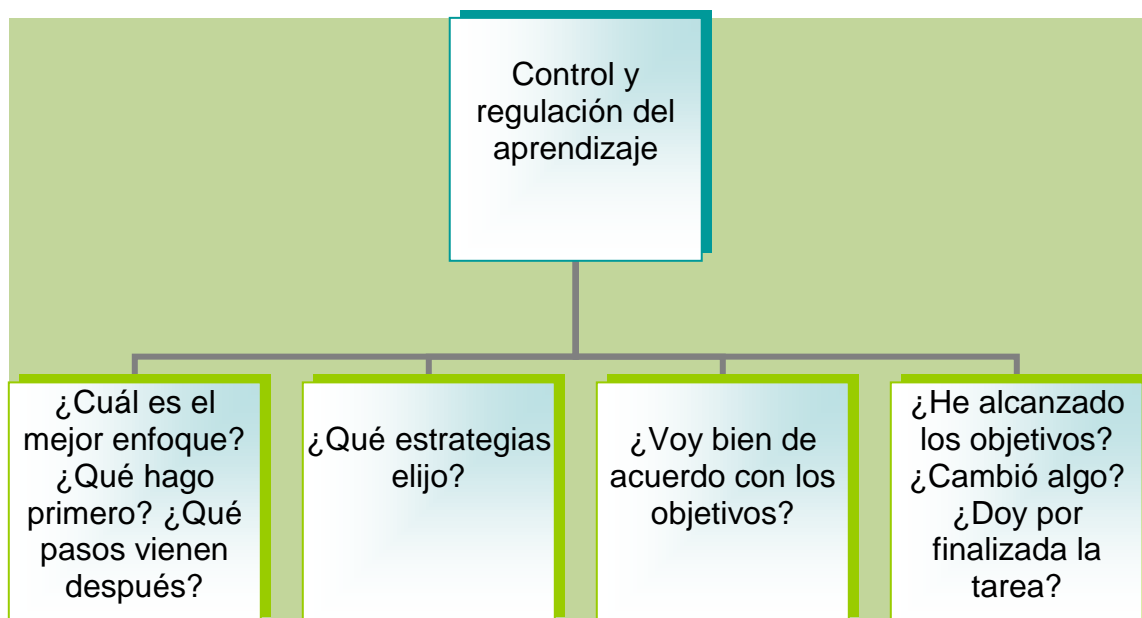 Control y
regulación del
aprendizaje
¿Cuál es el
mejor enfoque?
¿Qué hago
primero? ¿Qué
pasos vienen
después?
¿Qué estrategias
elijo?
¿Voy bien de
acuerdo con los
objetivos?
¿He alcanzado
los objetivos?
¿Cambió algo?
¿Doy por
finalizada la
tarea?